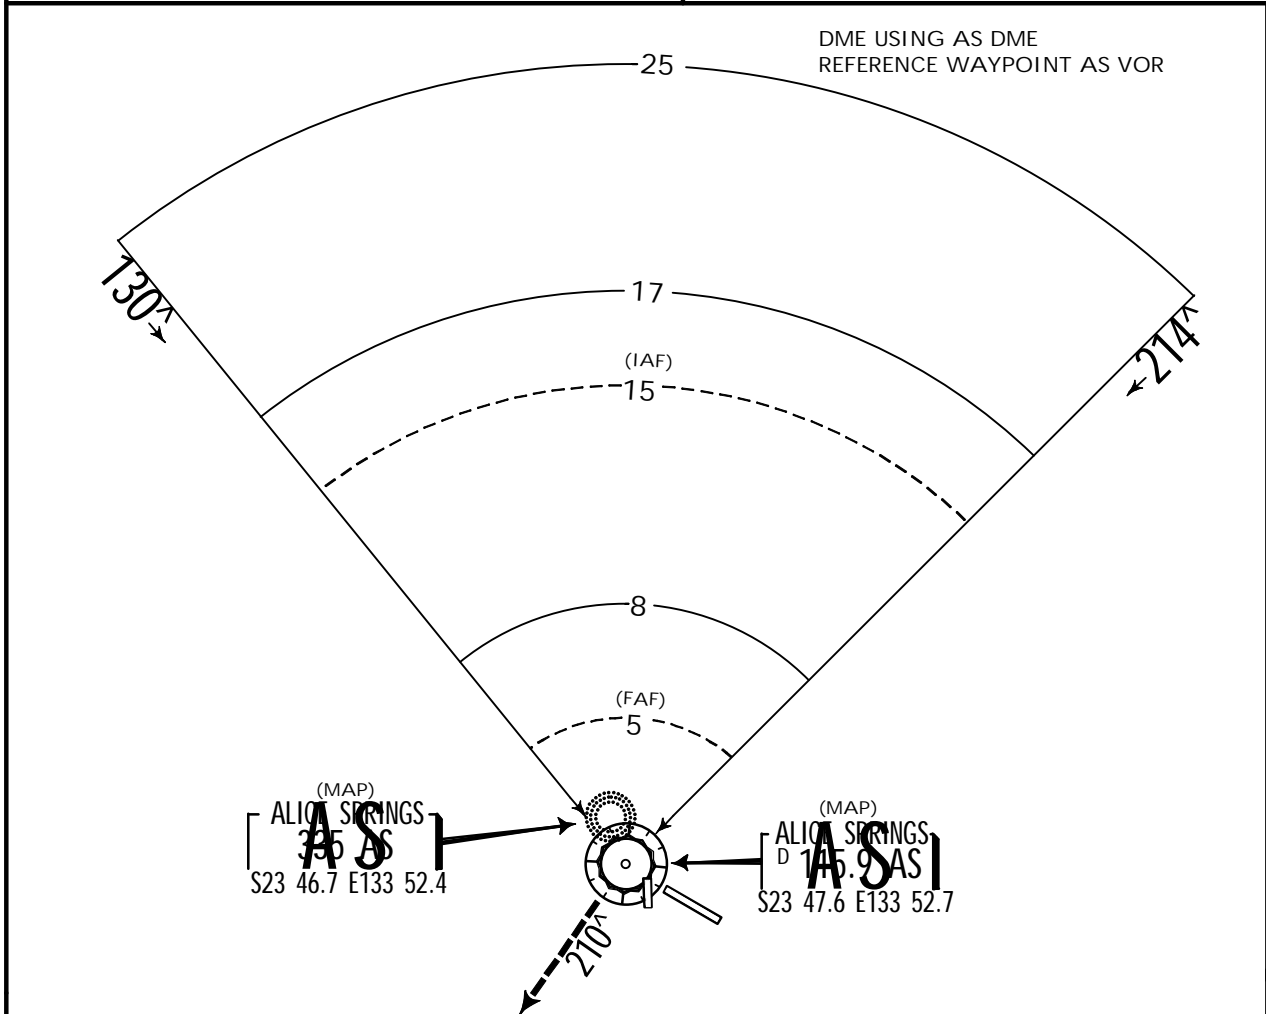 DME USING AS DME
REFERENCE WAYPOINT AS VOR
25
130^
17
214^
(IAF)
15
8
(FAF)
5
(MAP)
ALICE SPRINGS
335 AS
A S
S23 46.7 E133 52.4
(MAP)
ALICE SPRINGS
D 115.9 AS
A S
S23 47.6 E133 52.7
210^